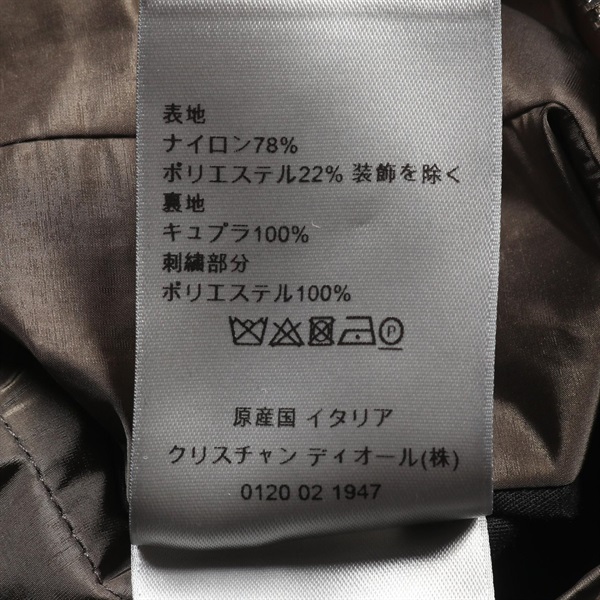 表地
ナイロン78%
ポリエステル22% 装飾を除く
裏地
キュプラ100%
刺繍部分
ポリエステル100%
P
原産国 イタリア
クリスチャン ディオール(株)
0120 02 1947